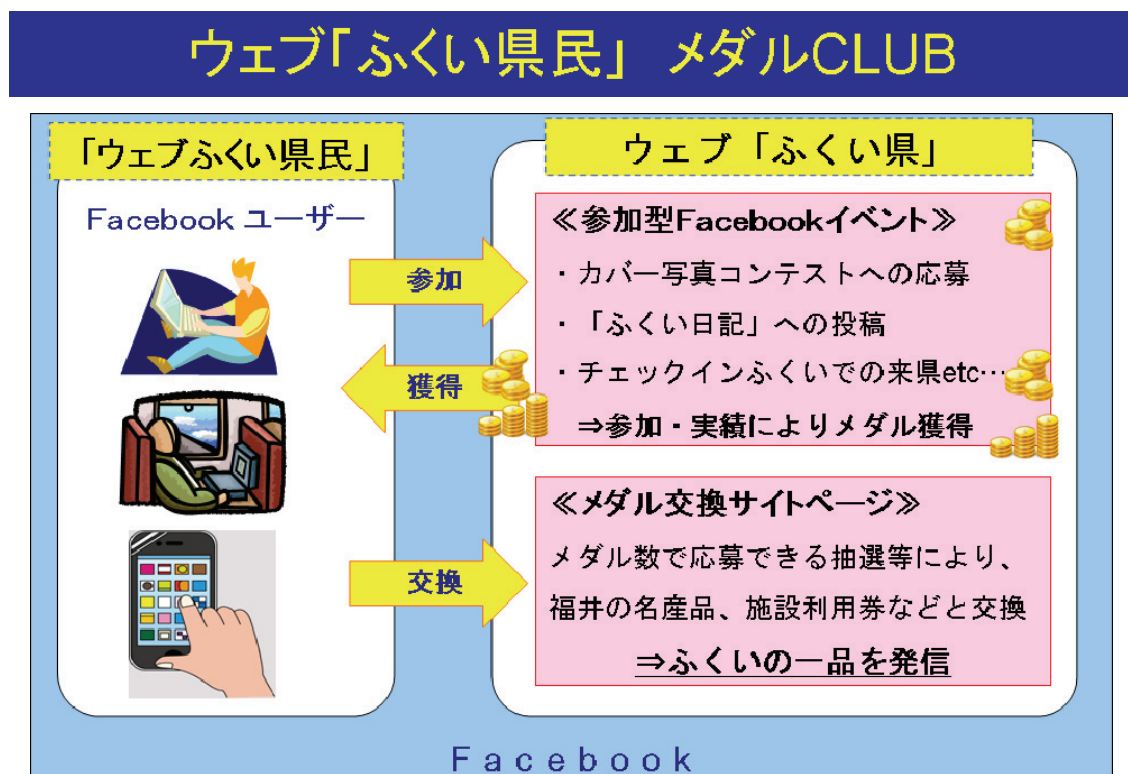 ウェブ「ふくい県民」 メダルCLUB
「ウェブふくい県民」
Facebook ユーザー
参加
獲得
交換
ウェブ「ふくい県」
≪参加型Facebookイベント≫
・カバー写真コンテストへの応募
・「ふくい日記」への投稿
・チェックインふくいでの来県etc…
⇒参加・実績によりメダル獲得
≪メダル交換サイトページ≫
メダル数で応募できる抽選等により、
福井の名産品、施設利用券などと交換
⇒ふくいの一品を発信
Facebook